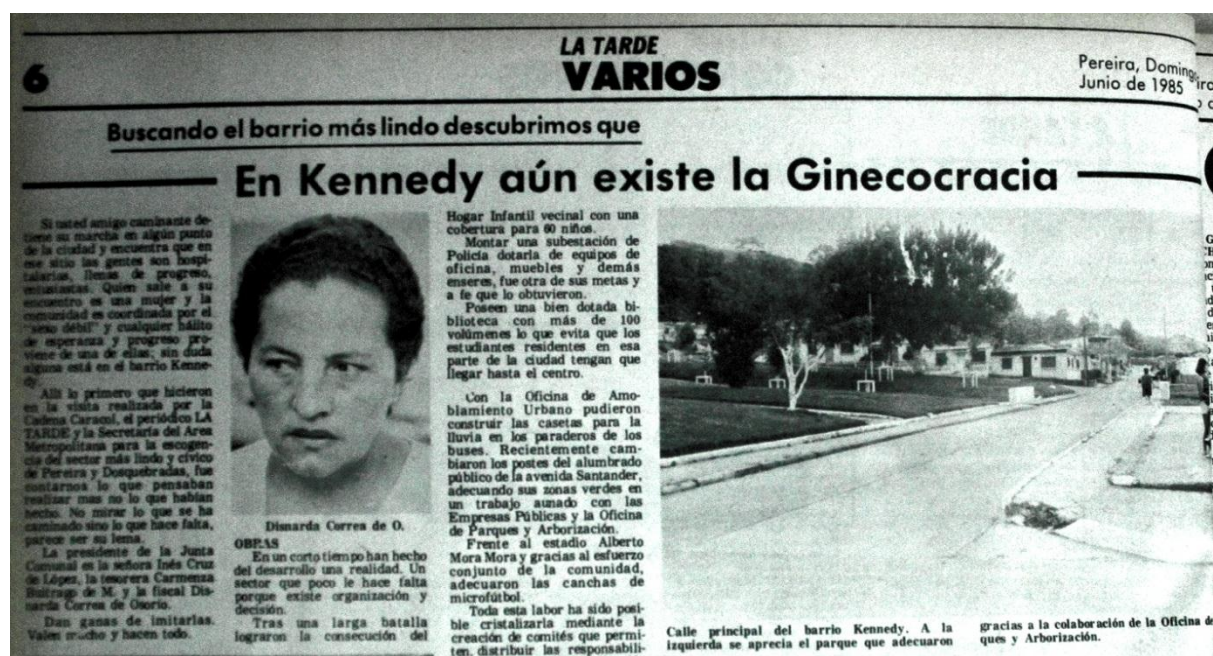 6
LA TARDE
VARIOS
Pereira, Domingo
Junio de 1985
Buscando el barrio más lindo descubrimos que
En Kennedy aún existe la Ginecocracia
Si usted amigo caminante de-
tiene su marcha en algún punto
de la ciudad y encuentra que en
ese sitio las gentes son hospi-
talarias, llenas de progreso,
entusiastas. Quien sale a su
encuentro es una mujer y la
comunidad es coordinada por el
"sexo débil" y cualquier hálito
de esperanza y progreso pro-
viene de una de ellas, sin duda
alguna está en el barrio Kenne-
dy.
Allí lo primero que hicieron
en la visita realizada por la
Cadena Caracol, el periódico LA
TARDE y la Secretaría del Area
Metropolitana para la escogen-
cia del sector más lindo y cívico
de Pereira y Dosquebradas, fue
contarnos lo que pensaban
realizar mas no lo que habían
hecho. No mirar lo que se ha
caminado sino lo que hace falta,
parece ser su lema.
La presidente de la Junta
Comunal es la señora Inés Cruz
de López, la tesorera Carmenza
Buitrago de M. y la fiscal Dis-
narda Correa de Osorio.
Dan ganas de imitarlas.
Valen mucho y hacen todo.
Disnarda Correa de O.
OBRAS
En un corto tiempo han hecho
del desarrollo una realidad. Un
sector que poco le hace falta
porque existe organización y
decisión.
Tras una larga batalla
lograron la consecución del
Hogar Infantil vecinal con una
cobertura para 60 niños.
Montar una subestación de
Policía dotarla de equipos de
oficina, muebles y demás
enseres, fue otra de sus metas y
a fe que lo obtuvieron.
Poseen una bien dotada bi-
blioteca con más de 100
volúmenes lo que evita que los
estudiantes residentes en esa
parte de la ciudad tengan que
llegar hasta el centro.
Con la Oficina de Amo-
blamiento Urbano pudieron
construir las casetas para la
lluvia en los paraderos de los
buses. Recientemente cam-
biaron los postes del alumbrado
público de la avenida Santander,
adecuando sus zonas verdes en
un trabajo aunado con las
Empresas Públicas y la Oficina
de Parques y Arborización.
Frente al estadio Alberto
Mora Mora y gracias al esfuerzo
conjunto de la comunidad,
adecuaron las canchas de
microfútbol.
Toda esta labor ha sido posi-
ble cristalizarla mediante la
creación de comités que permi-
ten distribuir las responsabili-
Calle principal del barrio Kennedy. A la
izquierda se aprecia el parque que adecuaron
gracias a la colaboración de la Oficina de
ques y Arborización.